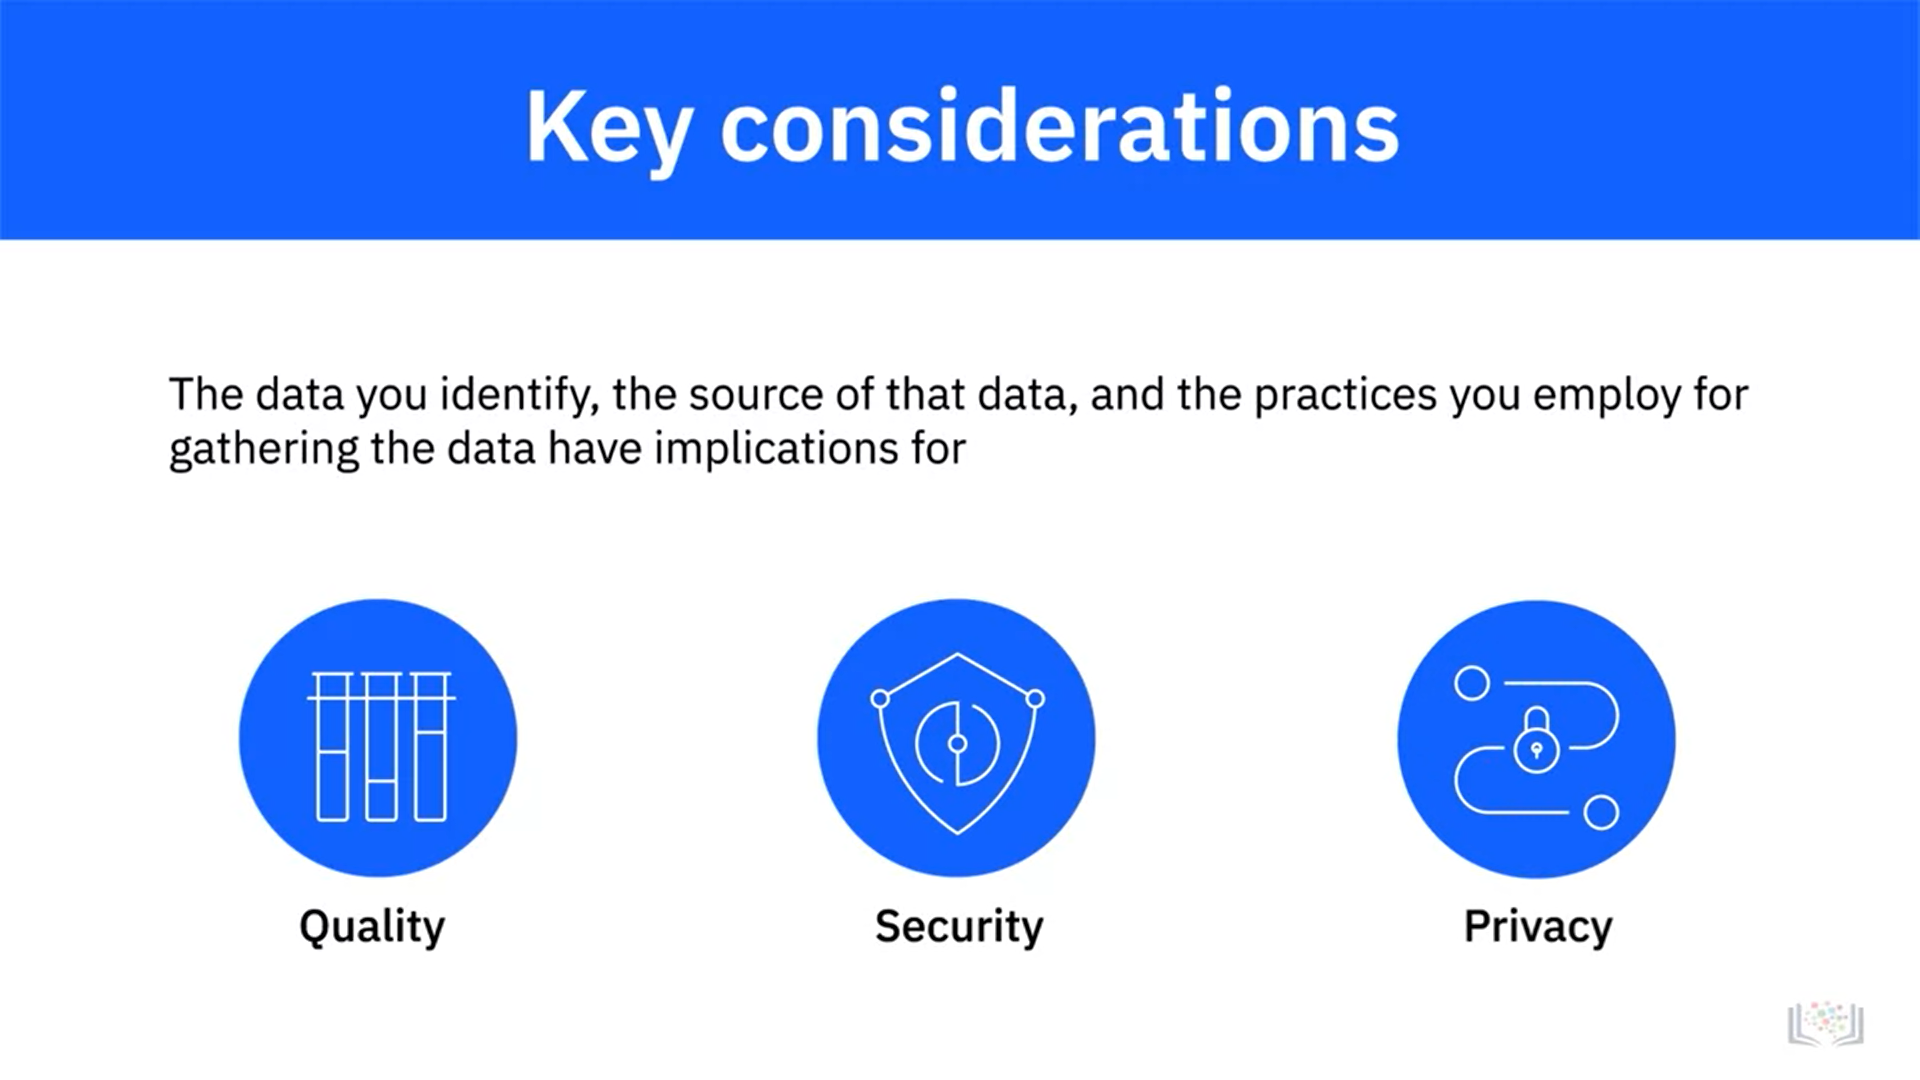 Key considerations
The data you identify, the source of that data, and the practices you employ for
gathering the data have implications for
Quality
Security
Privacy